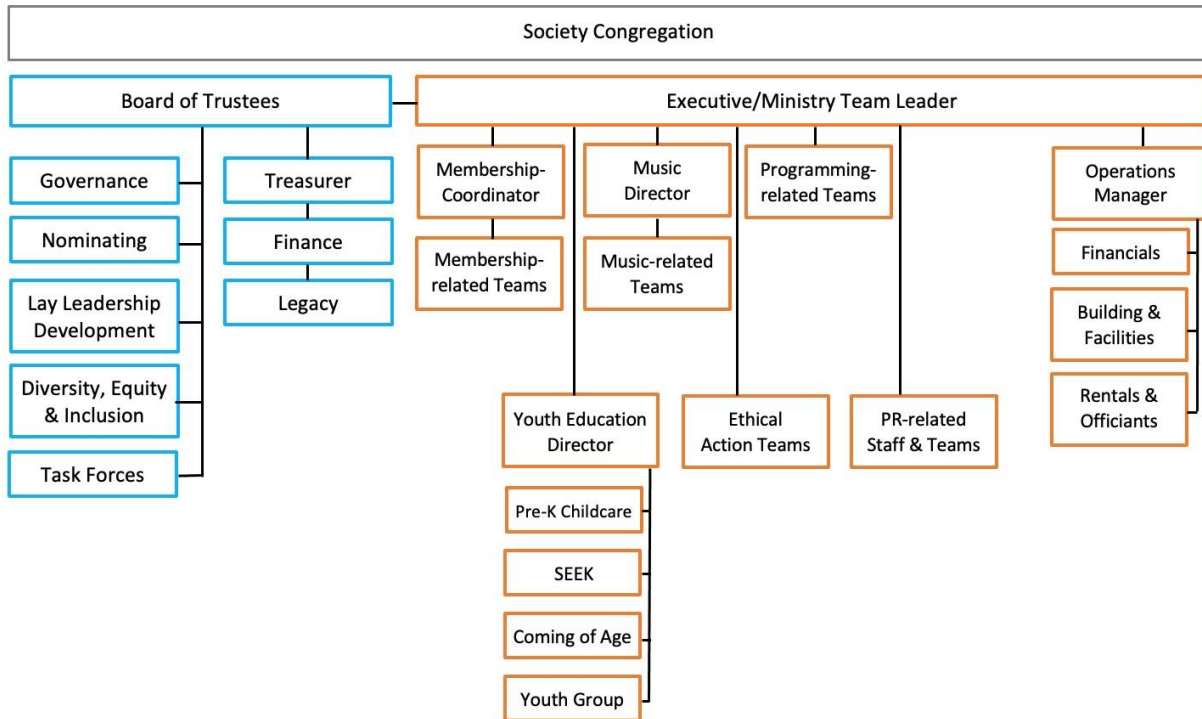 Society Congregation
Board of Trustees
Executive/Ministry Team Leader
Governance
Nominating
Lay Leadership
Development
Diversity, Equity
& Inclusion
Task Forces
Treasurer
Finance
Legacy
Membership-
Coordinator
Membership-
related Teams
Music
Director
Music-related
Teams
Programming-
related Teams
Operations
Manager
Financials
Building &
Facilities
Rentals &
Officiants
Youth Education
Director
Ethical
Action Teams
PR-related
Staff & Teams
Pre-K Childcare
SEEK
Coming of Age
Youth Group